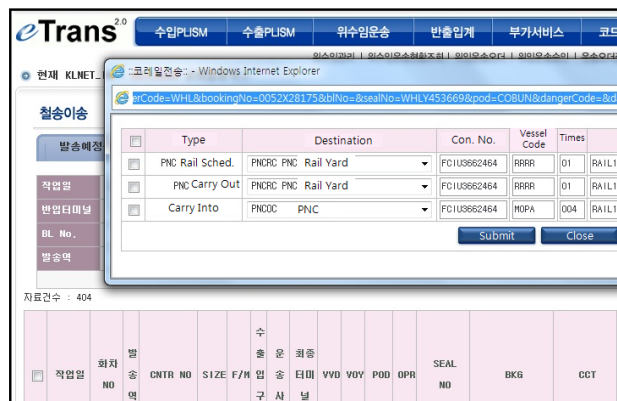 eTrans 2.0
수입PLISM 수출PLISM 위수임운송 반출입계 부가서비스 코드
현재 KLNET_
::코레일전송:: - Windows Internet Explorer
erCode=WHL&bookingNo=0052X28175&blNo=&sealNo=WHLY453669&pod=COBUN&dangerCode=&d
철송이송
발송예정
Type Destination Con. No. Vessel Code Times
PNC Rail Sched. PNCRC PNC Rail Yard FCIU3662464 RRRR 01 RAIL1
PNC Carry Out PNCRC PNC Rail Yard FCIU3662464 RRRR 01 RAIL1
Carry Into PNCOC PNC FCIU3662464 MOPA 004 RAIL1
Submit Close
작업일
반입터미널
BL No.
발송역
자료건수 : 404
작업일 회차 NO 발송역 CNTR NO SIZE F/M 수출입구 운송사 최종터미널 VVD VOY POD OPR SEAL NO BKG CCT